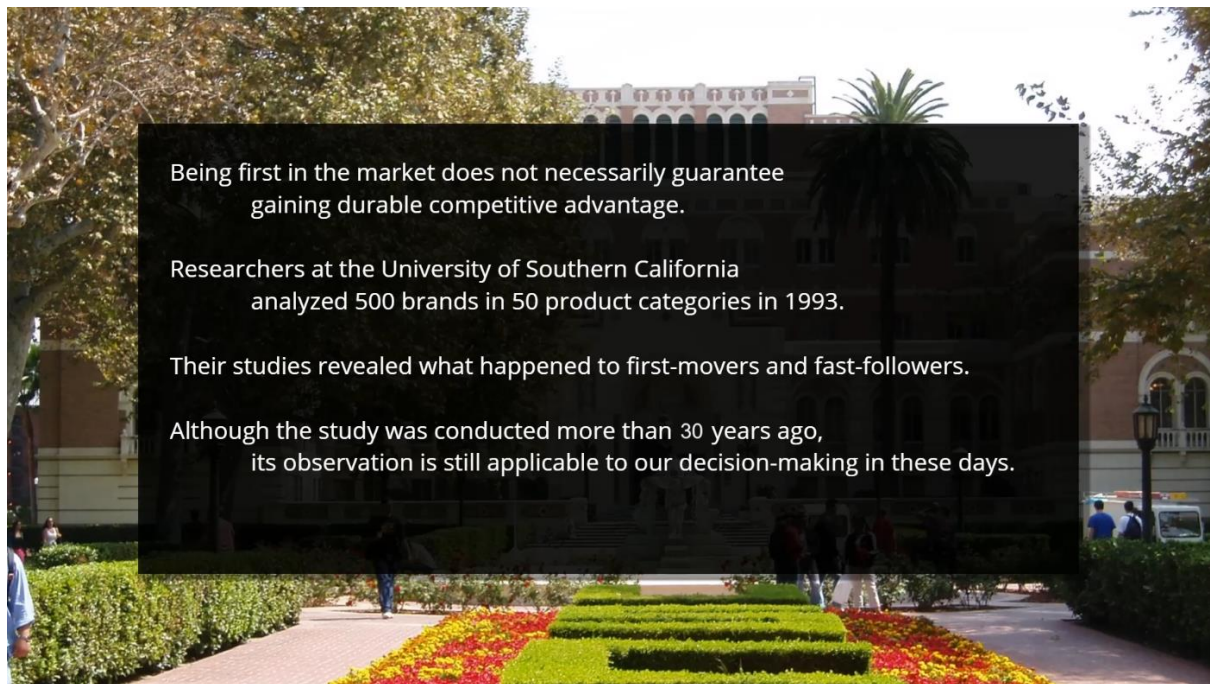 Being first in the market does not necessarily guarantee
gaining durable competitive advantage.
Researchers at the University of Southern California
analyzed 500 brands in 50 product categories in 1993.
Their studies revealed what happened to first-movers and fast-followers.
Although the study was conducted more than 30 years ago,
its observation is still applicable to our decision-making in these days.